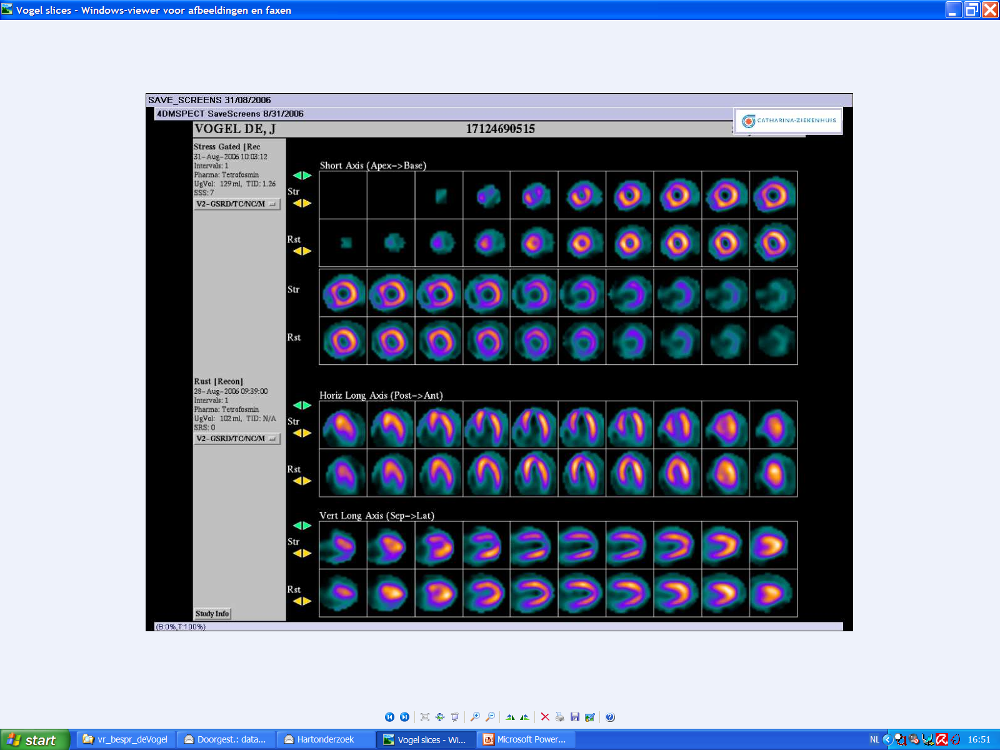 Vogel slices - Windows-viewer voor afbeeldingen en faxen
SAVE_SCREENS 31/08/2006
4DMSPECT SaveScreens 8/31/2006
CATHARINA-ZIEKENHUIS
VOGEL DE, J
17124690515
Stress Gated [Rec
31-Aug-2006 10:03:12
Intervals: 1
Pharma: Tetrofosmin
UgVol: 129 ml, TID: 1.26
SSS: 7
V2-GSRD/TC/NC/M
Short Axis (Apex->Base)
Str
Rst
Str
Rst
Rust [Recon]
28-Aug-2006 09:39:00
Intervals: 1
Pharma: Tetrofosmin
UgVol: 102 ml, TID: N/A
SRS: 0
V2-GSRD/TC/NC/M
Horiz Long Axis (Post->Ant)
Str
Rst
Vert Long Axis (Sep->Lat)
Str
Rst
Study Info
(B:0%,T:100%)
start
vr_bespr_deVogel
Doorgest.: data...
Hartonderzoek
Vogel slices - Wi...
Microsoft Power...
NL
16:51